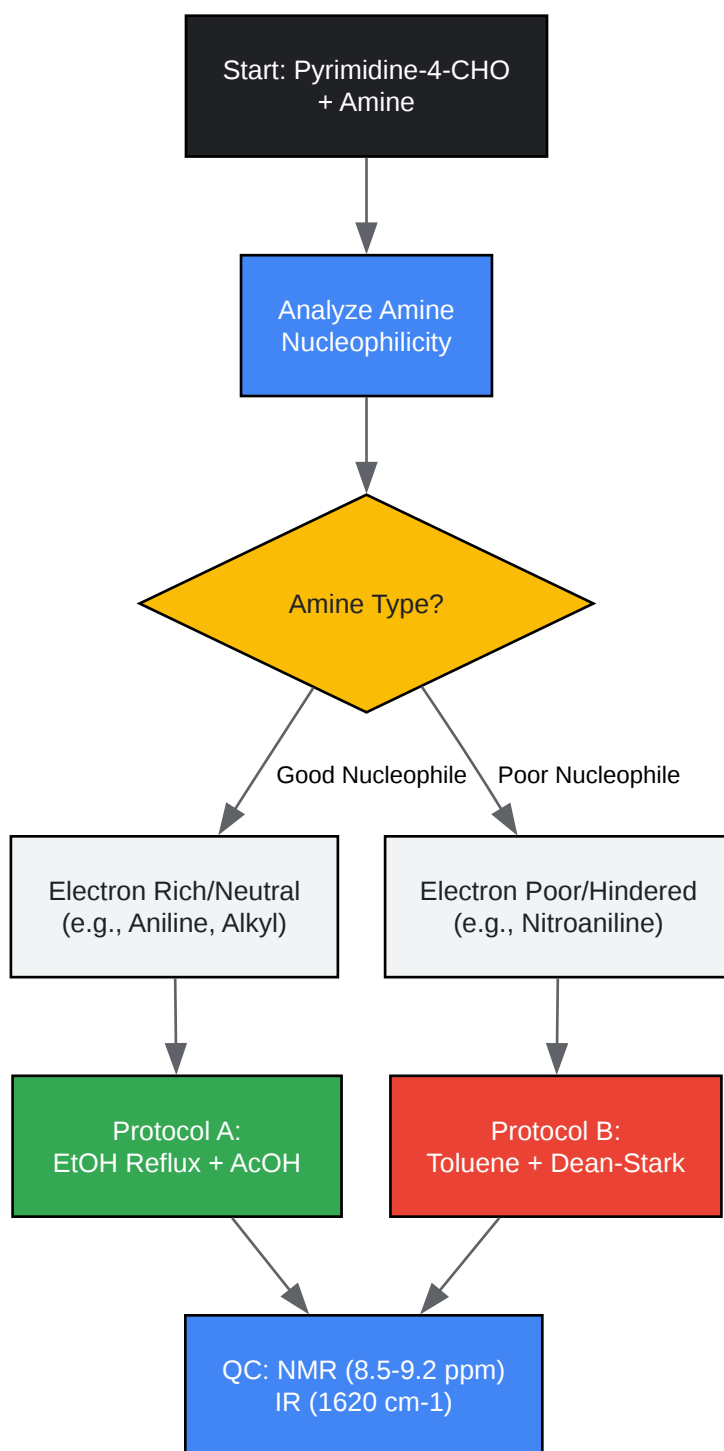 Start: Pyrimidine-4-CHO
+ Amine
Analyze Amine
Nucleophilicity
Amine Type?
Good Nucleophile
Poor Nucleophile
Electron Rich/Neutral
(e.g., Aniline, Alkyl)
Electron Poor/Hindered
(e.g., Nitroaniline)
Protocol A:
EtOH Reflux + AcOH
Protocol B:
Toluene + Dean-Stark
QC: NMR (8.5-9.2 ppm)
IR (1620 cm-1)